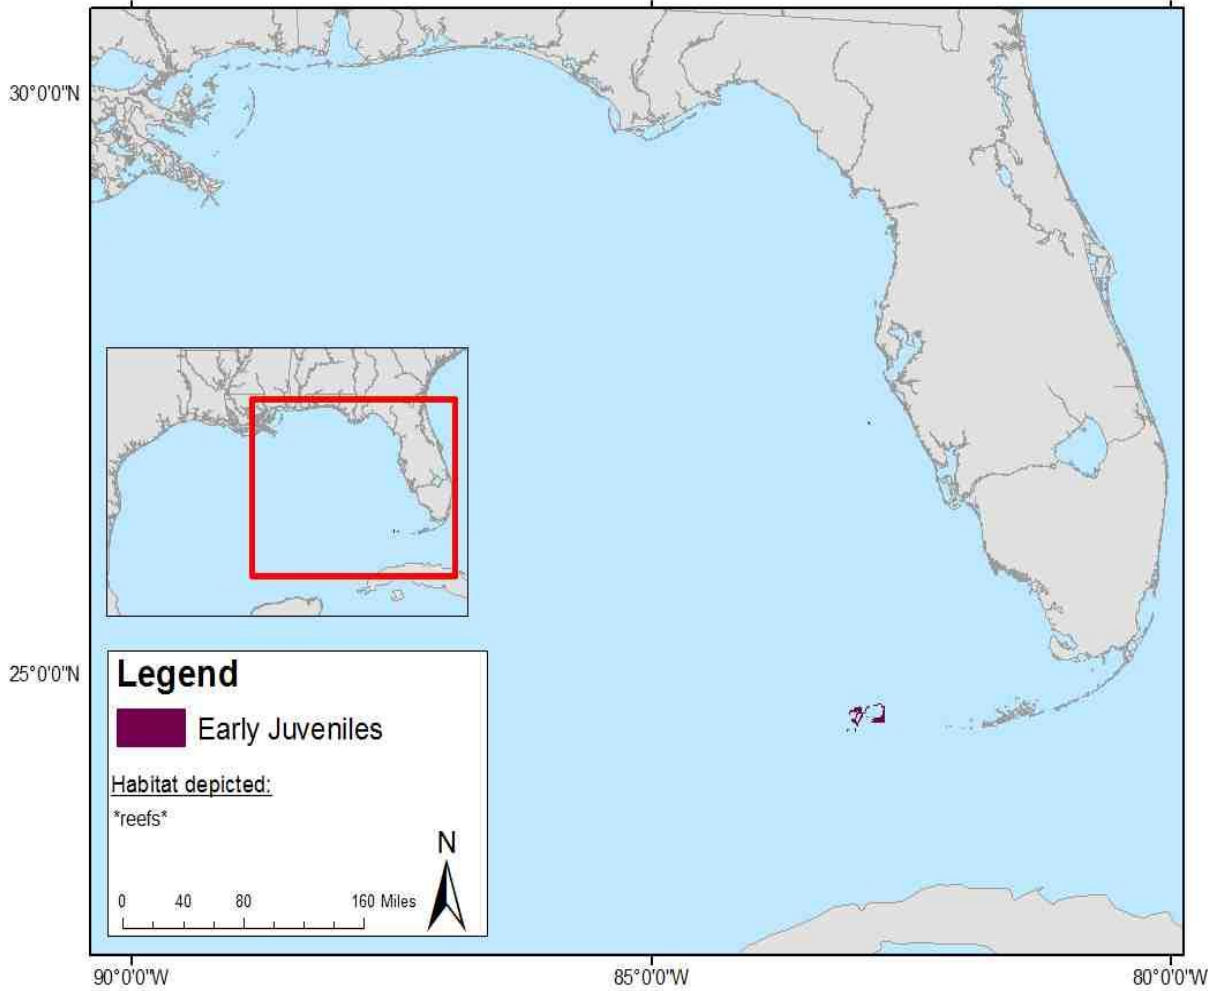 30°0'0"N
25°0'0"N
Legend
Early Juveniles
Habitat depicted:
*reefs*
N
0 40 80 160 Miles
90°0'0"W 85°0'0"W 80°0'0"W